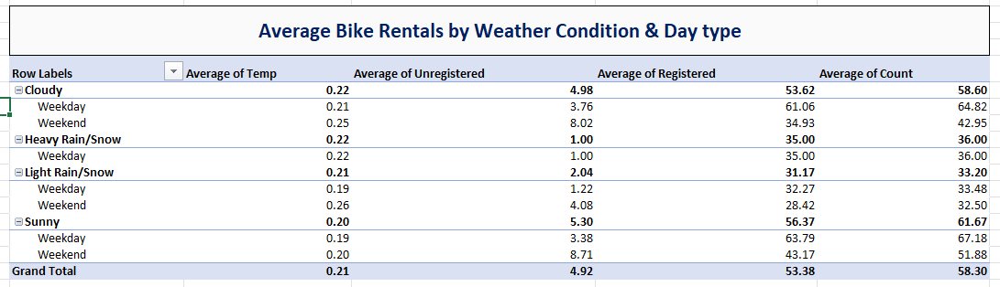 Average Bike Rentals by Weather Condition & Day type
Row Labels Average of Temp Average of Unregistered Average of Registered Average of Count
Cloudy 0.22 4.98 53.62 58.60
Weekday 0.21 3.76 61.06 64.82
Weekend 0.25 8.02 34.93 42.95
Heavy Rain/Snow 0.22 1.00 35.00 36.00
Weekday 0.22 1.00 35.00 36.00
Light Rain/Snow 0.21 2.04 31.17 33.20
Weekday 0.19 1.22 32.27 33.48
Weekend 0.26 4.08 28.42 32.50
Sunny 0.20 5.30 56.37 61.67
Weekday 0.19 3.38 63.79 67.18
Weekend 0.20 8.71 43.17 51.88
Grand Total 0.21 4.92 53.38 58.30